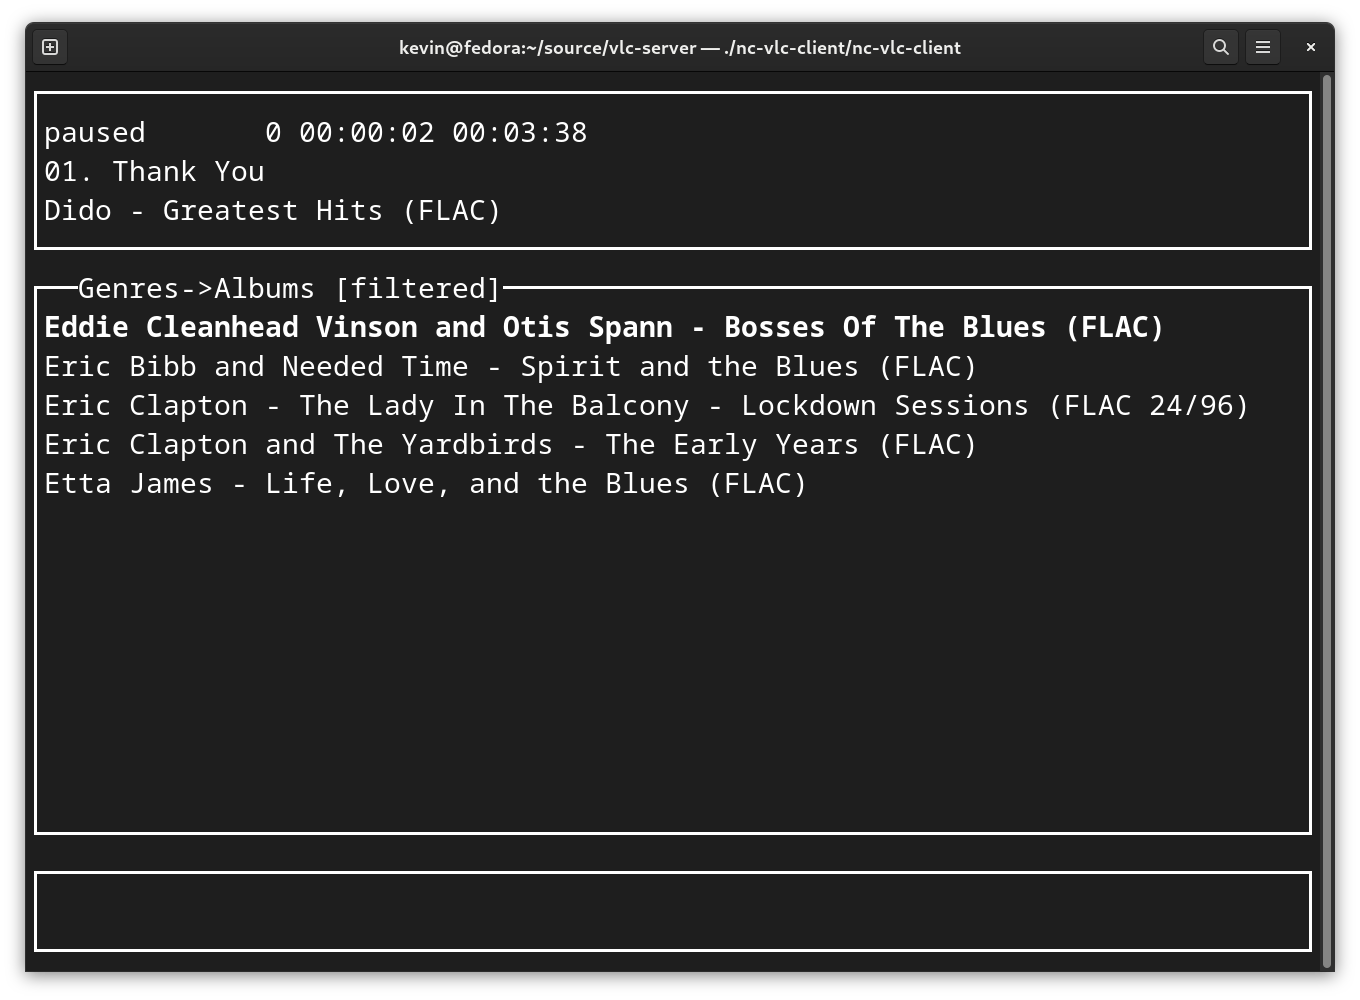 kevin@fedora:~/source/vlc-server — ./nc-vlc-client/nc-vlc-client
paused       0 00:00:02 00:03:38
01. Thank You
Dido - Greatest Hits (FLAC)
Genres->Albums [filtered]
Eddie Cleanhead Vinson and Otis Spann - Bosses Of The Blues (FLAC)
Eric Bibb and Needed Time - Spirit and the Blues (FLAC)
Eric Clapton - The Lady In The Balcony - Lockdown Sessions (FLAC 24/96)
Eric Clapton and The Yardbirds - The Early Years (FLAC)
Etta James - Life, Love, and the Blues (FLAC)